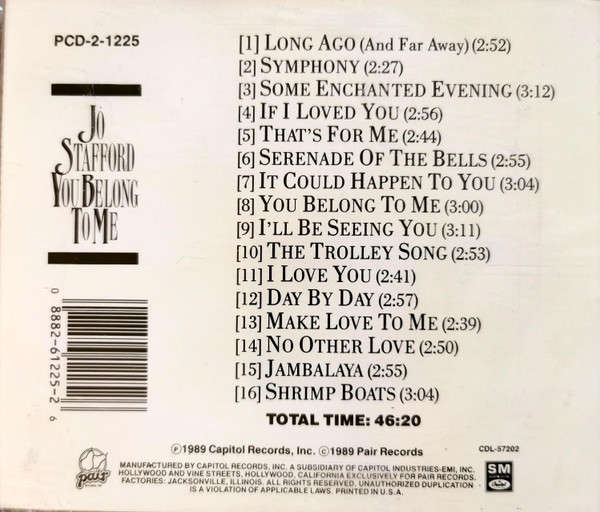 PCD-2-1225
JO
STAFFORD
YOU BELONG
TO ME
[1] LONG AGO (And Far Away) (2:52)
[2] SYMPHONY (2:27)
[3] SOME ENCHANTED EVENING (3:12)
[4] IF I LOVED YOU (2:56)
[5] THAT'S FOR ME (2:44)
[6] SERENADE OF THE BELLS (2:55)
[7] IT COULD HAPPEN TO YOU (3:04)
[8] YOU BELONG TO ME (3:00)
[9] I'LL BE SEEING YOU (3:11)
[10] THE TROLLEY SONG (2:53)
[11] I LOVE YOU (2:41)
[12] DAY BY DAY (2:57)
[13] MAKE LOVE TO ME (2:39)
[14] NO OTHER LOVE (2:50)
[15] JAMBALAYA (2:55)
[16] SHRIMP BOATS (3:04)
TOTAL TIME: 46:20
0 8882-61225-2 6
pair
℗1989 Capitol Records, Inc. ©1989 Pair Records
CDL-57202
MANUFACTURED BY CAPITOL RECORDS, INC. A SUBSIDIARY OF CAPITOL INDUSTRIES-EMI, INC.
HOLLYWOOD AND VINE STREETS, HOLLYWOOD, CALIFORNIA EXCLUSIVELY FOR PAIR RECORDS.
FACTORIES: JACKSONVILLE, ILLINOIS. ALL RIGHTS RESERVED. UNAUTHORIZED DUPLICATION
IS A VIOLATION OF APPLICABLE LAWS. PRINTED IN U.S.A.
SM